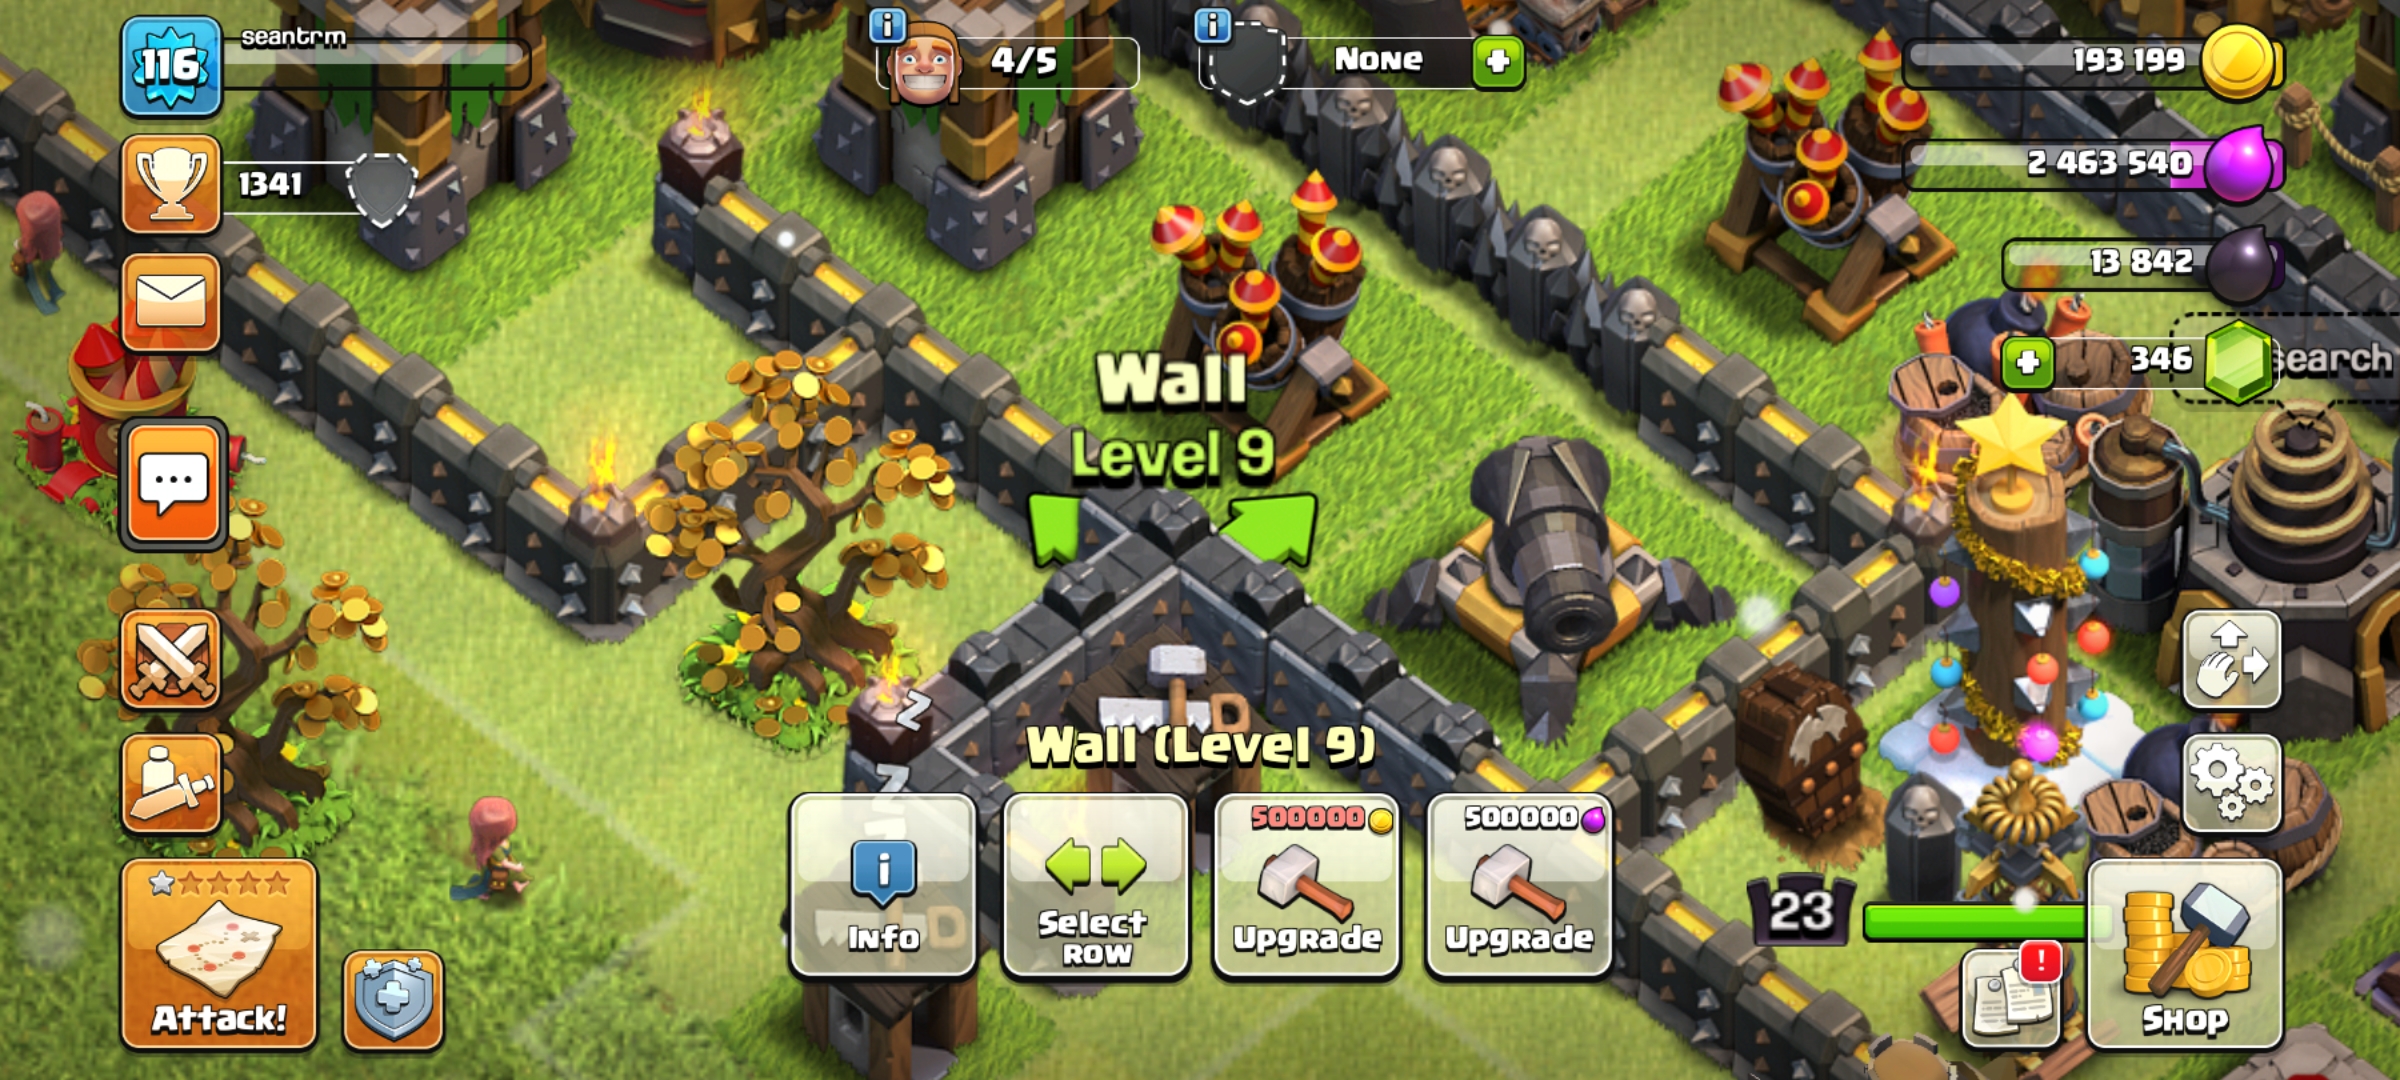 116
seantrm
4/5
None
193 199
1341
2 463 540
13 842
346
search
Wall
Level 9
Z
Z
Wall (Level 9)
Info
Select
Row
500000
Upgrade
500000
Upgrade
23
!
Attack!
Shop